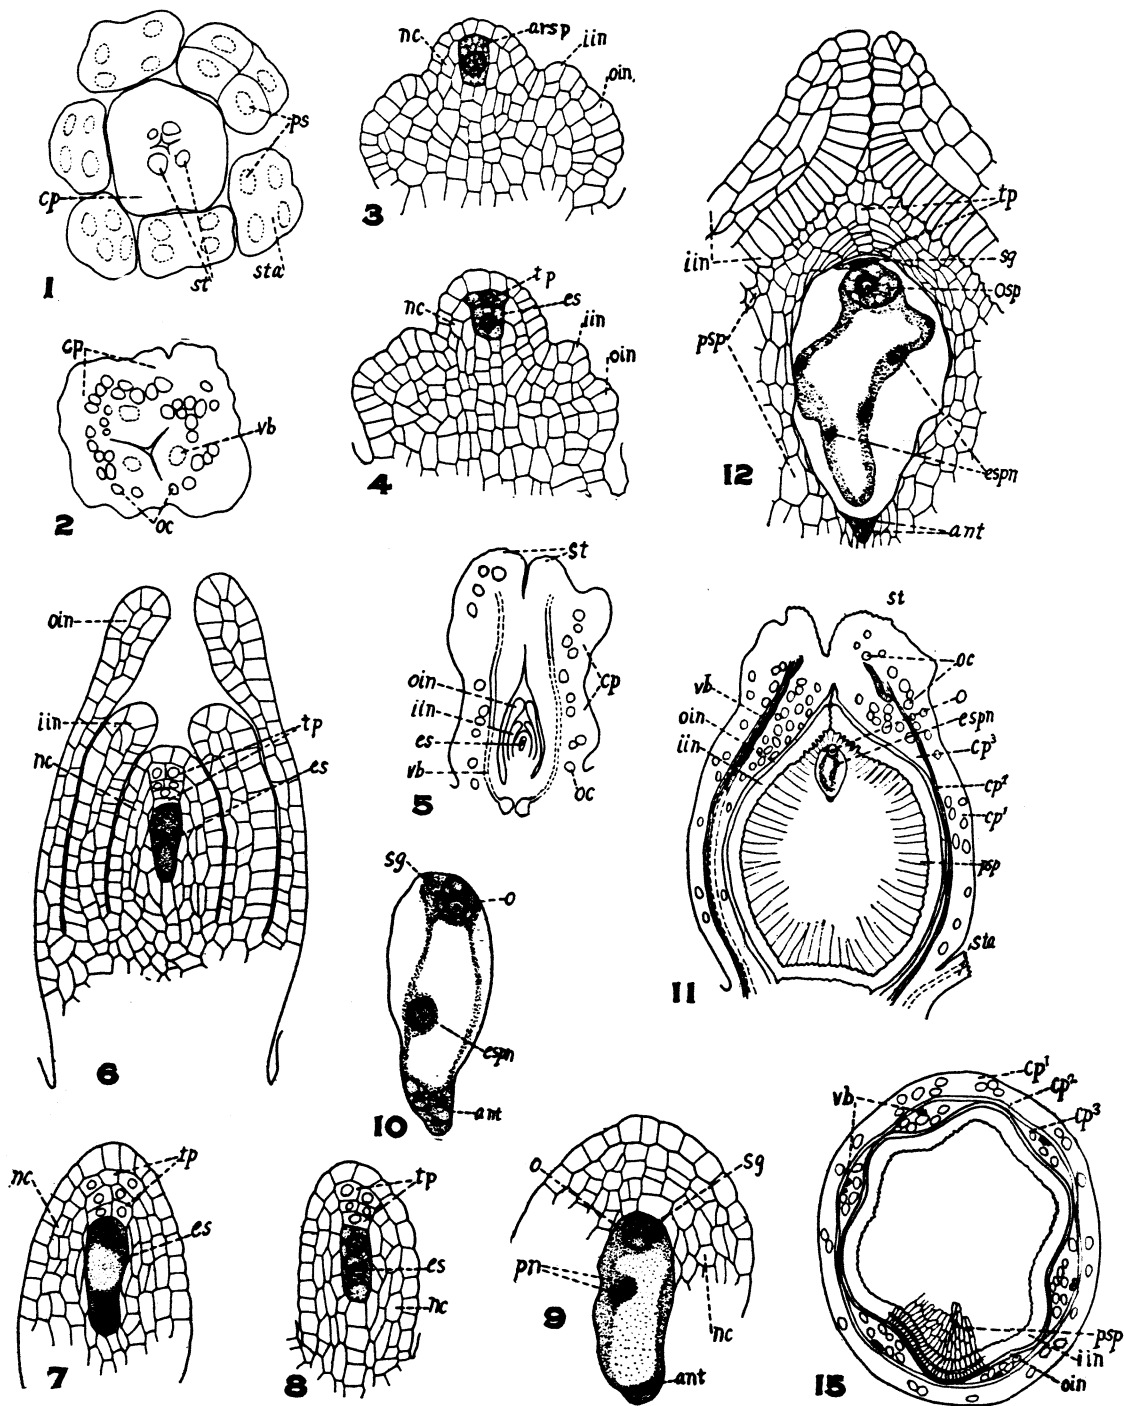 ps
cp
st
sta
1
nc
arsp
iin
oin.
3
tp
nc
es
iin
oin
4
cp
vb
oc
2
tp
iin
sg
osp
psp
espn
ant
12
oin
iin
tp
nc
es
6
st
oin
cp
iin
es
vb
oc
5
st
oc
vb
o
oin
espn
iin
cp³
cp²
cp¹
psp
sta
11
sg
o
espn
ant
10
nc
tp
es
7
tp
es
nc
8
o
sg
pn
nc
ant
9
cp¹
cp²
vb
cp³
psp
iin
oin
15